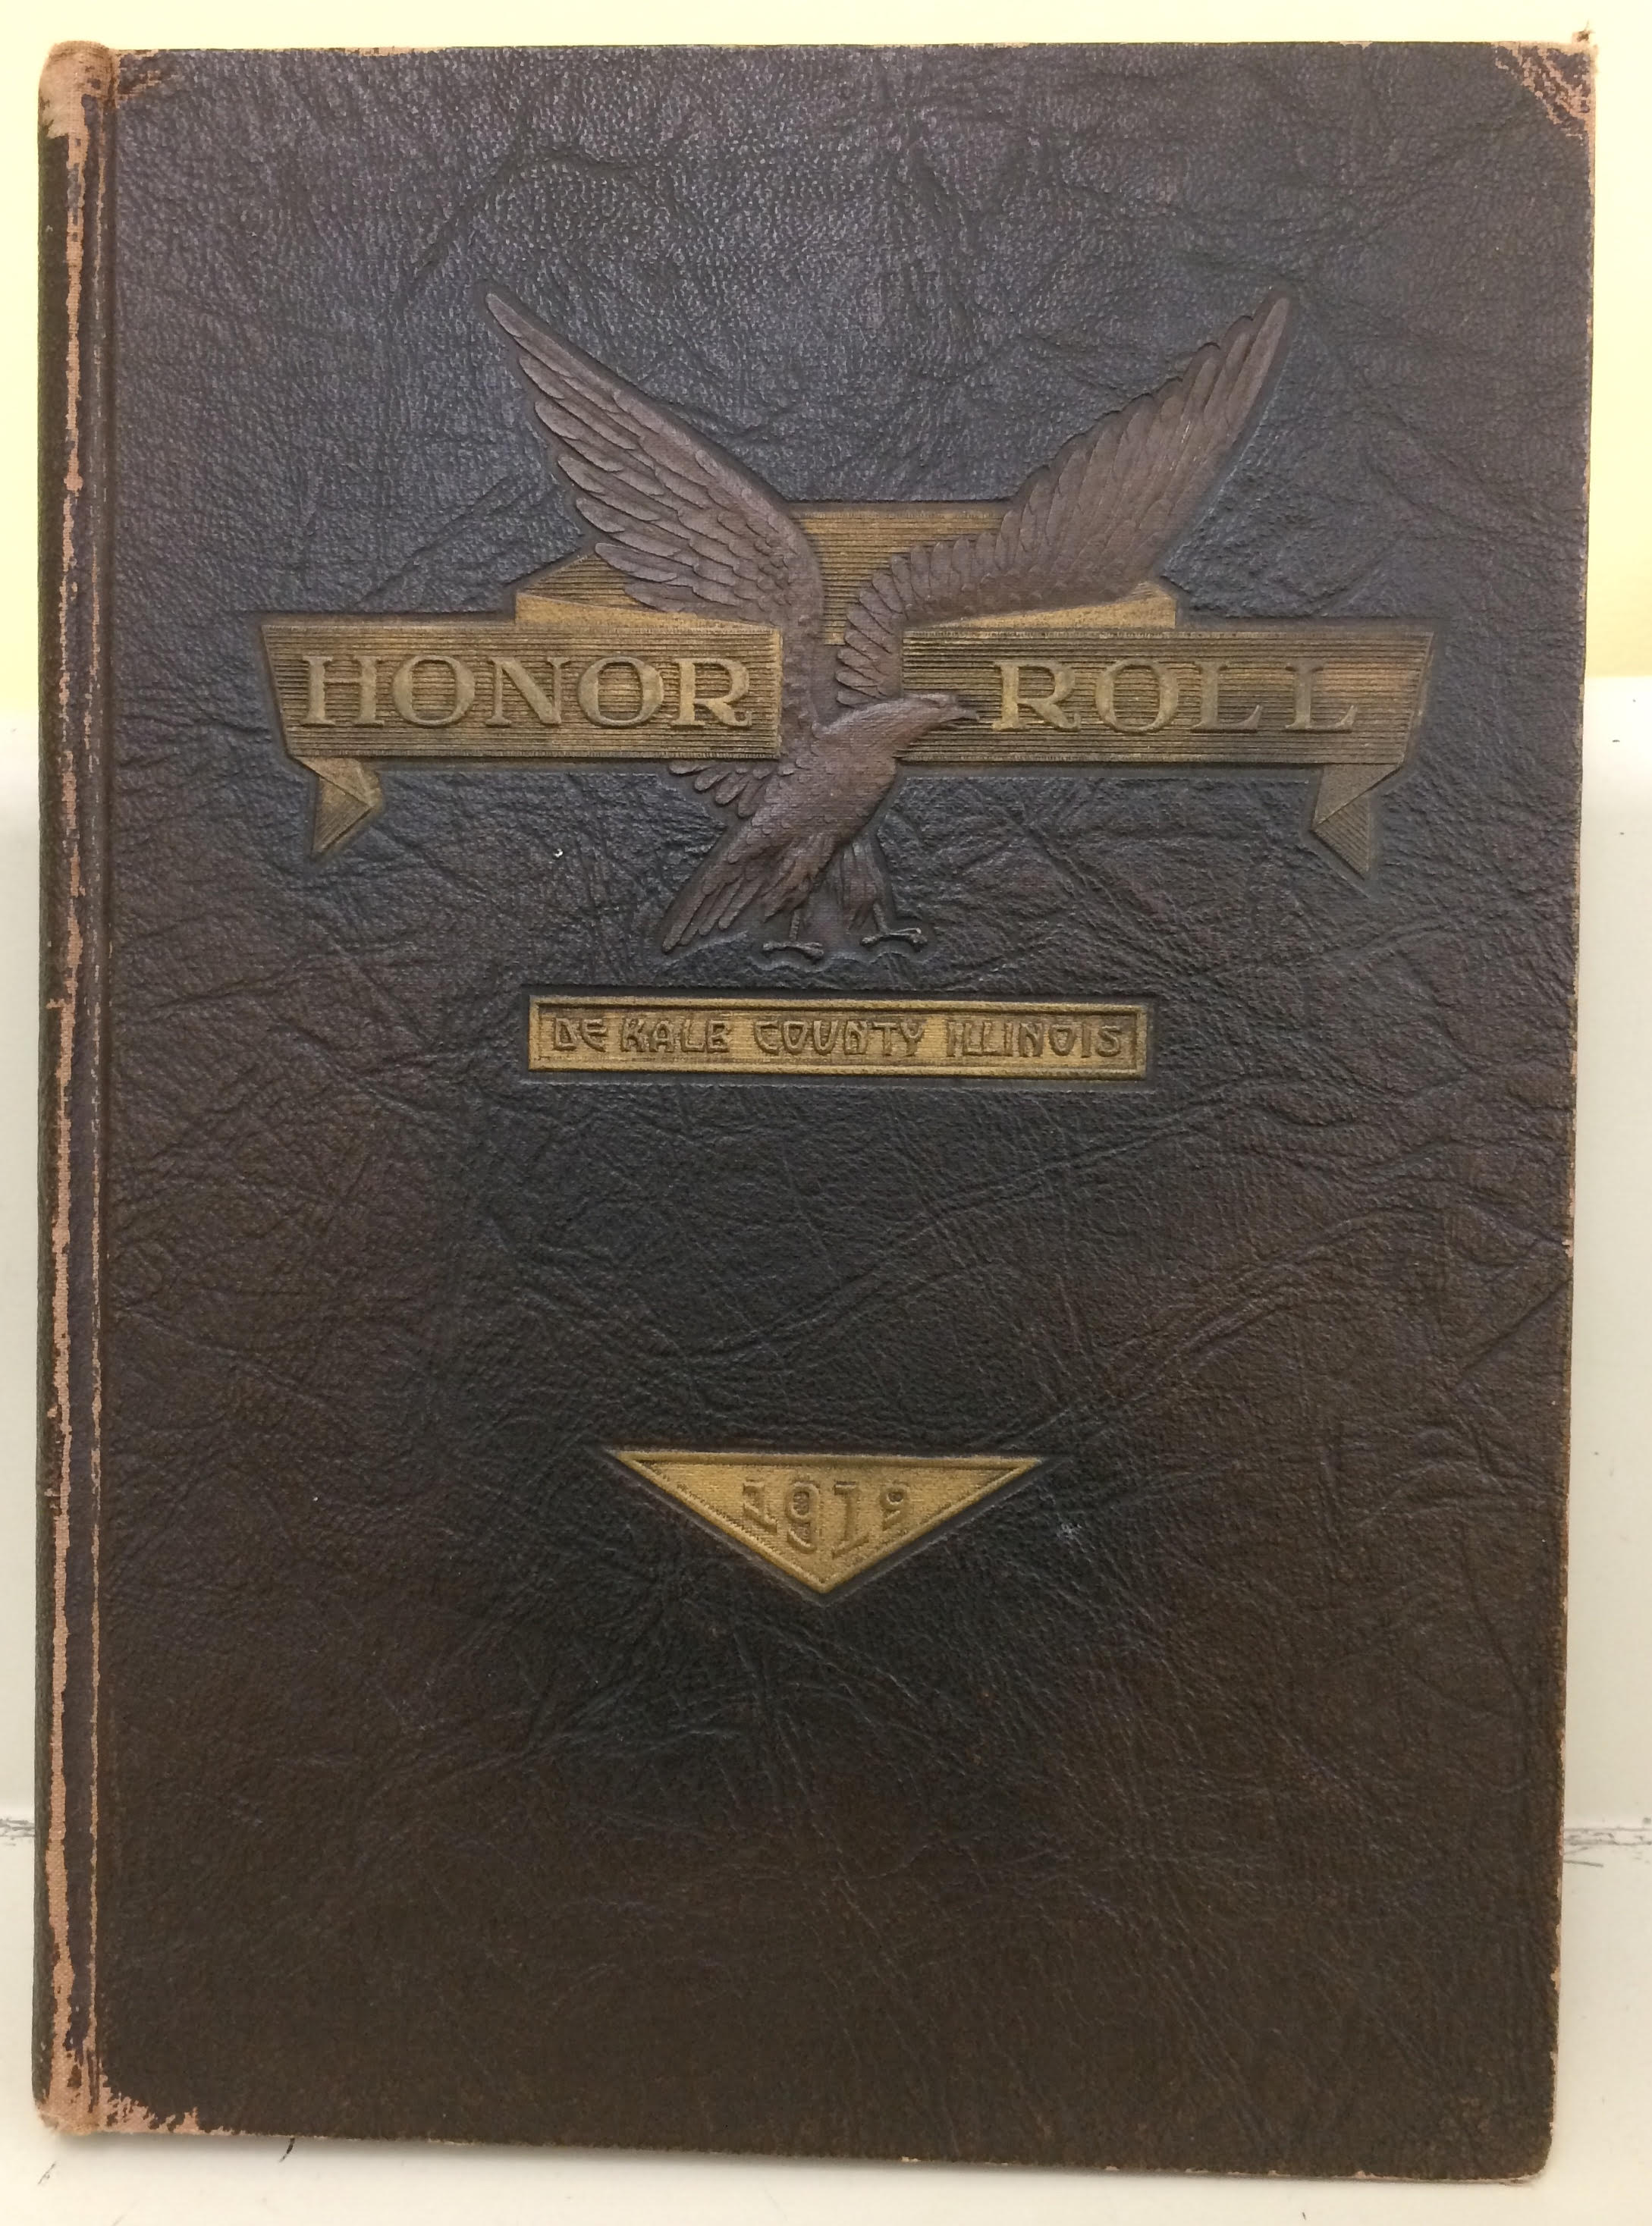 HONOR ROLL
DE KALB COUNTY ILLINOIS
1919